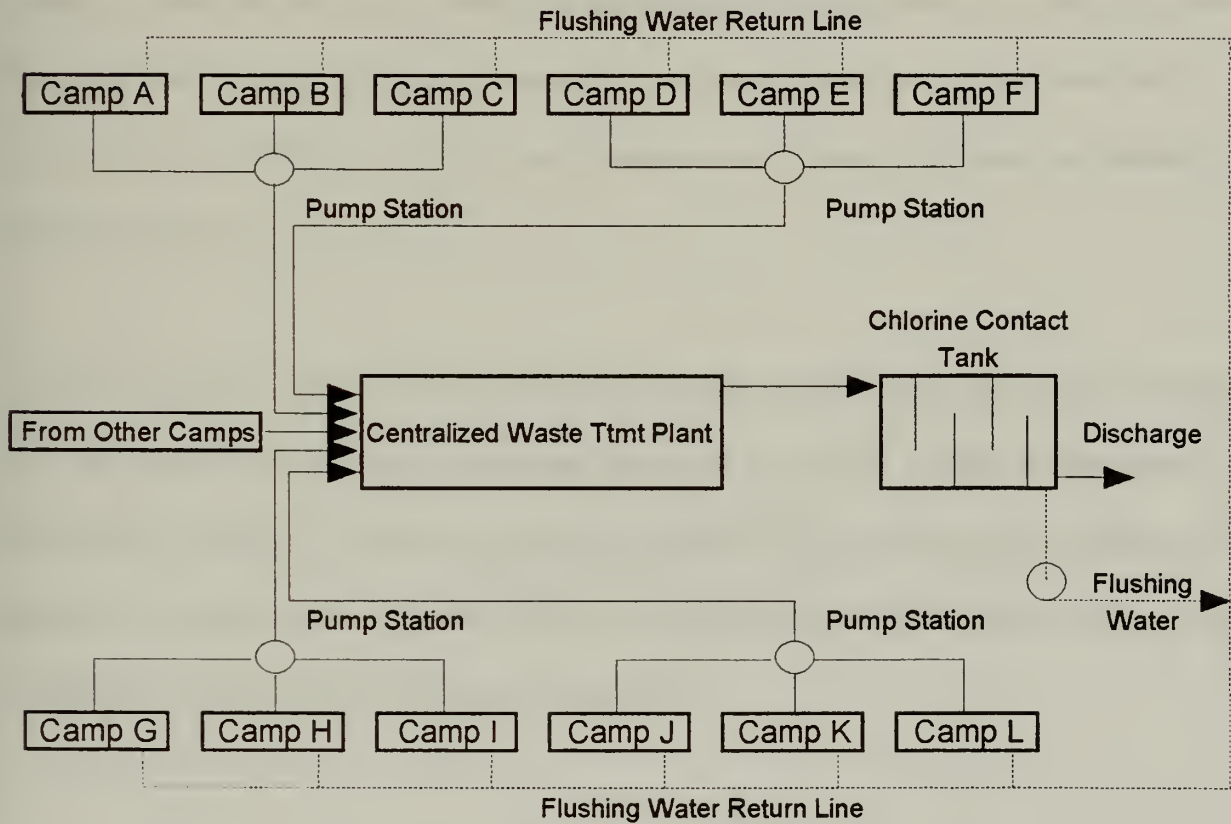 Flushing Water Return Line
Camp A
Camp B
Camp C
Camp D
Camp E
Camp F
Pump Station
Pump Station
Chlorine Contact
Tank
From Other Camps
Centralized Waste Ttmt Plant
Discharge
Flushing
Water
Pump Station
Pump Station
Camp G
Camp H
Camp I
Camp J
Camp K
Camp L
Flushing Water Return Line